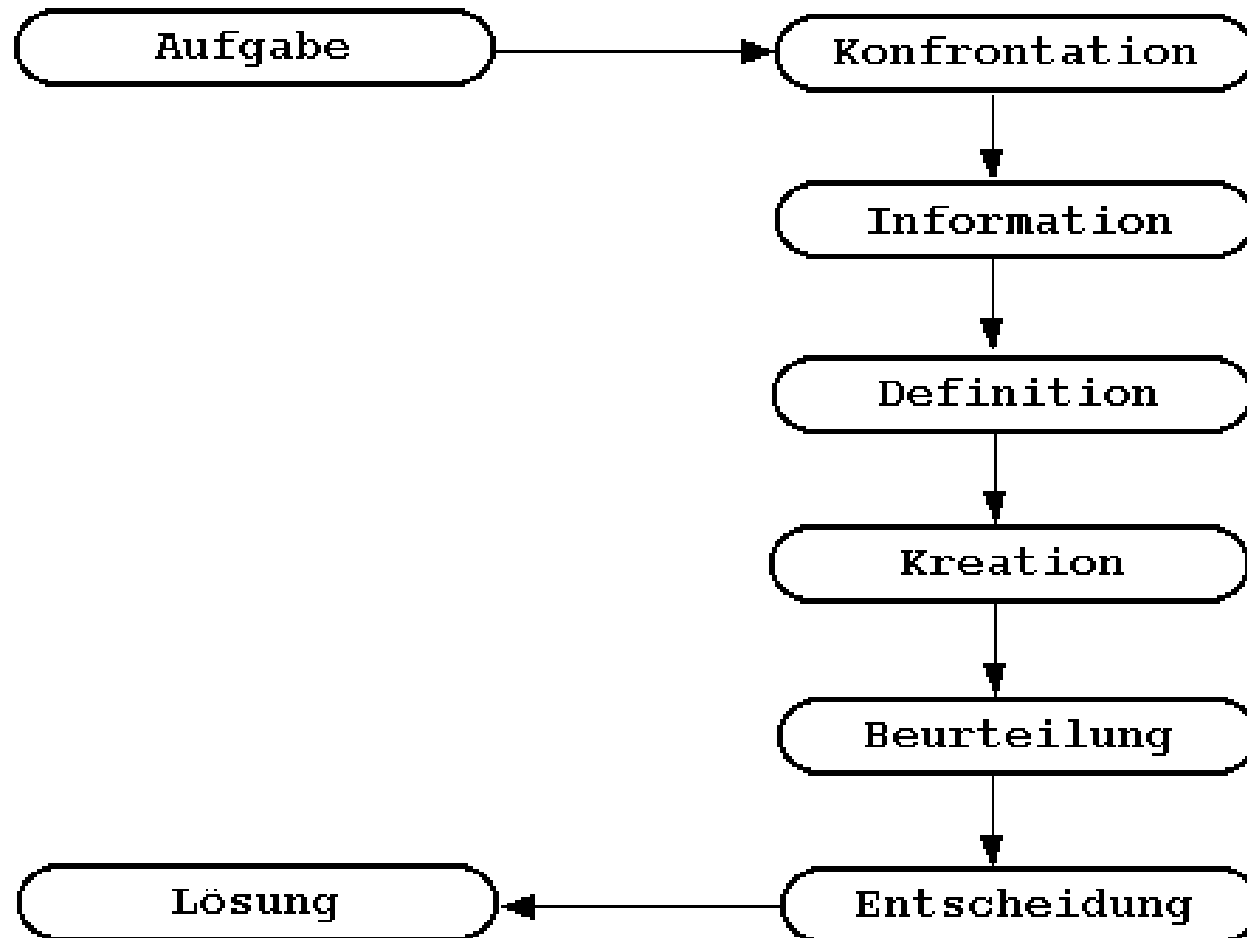 Aufgabe
Konfrontation
Information
Definition
Kreation
Beurteilung
Entscheidung
Lösung